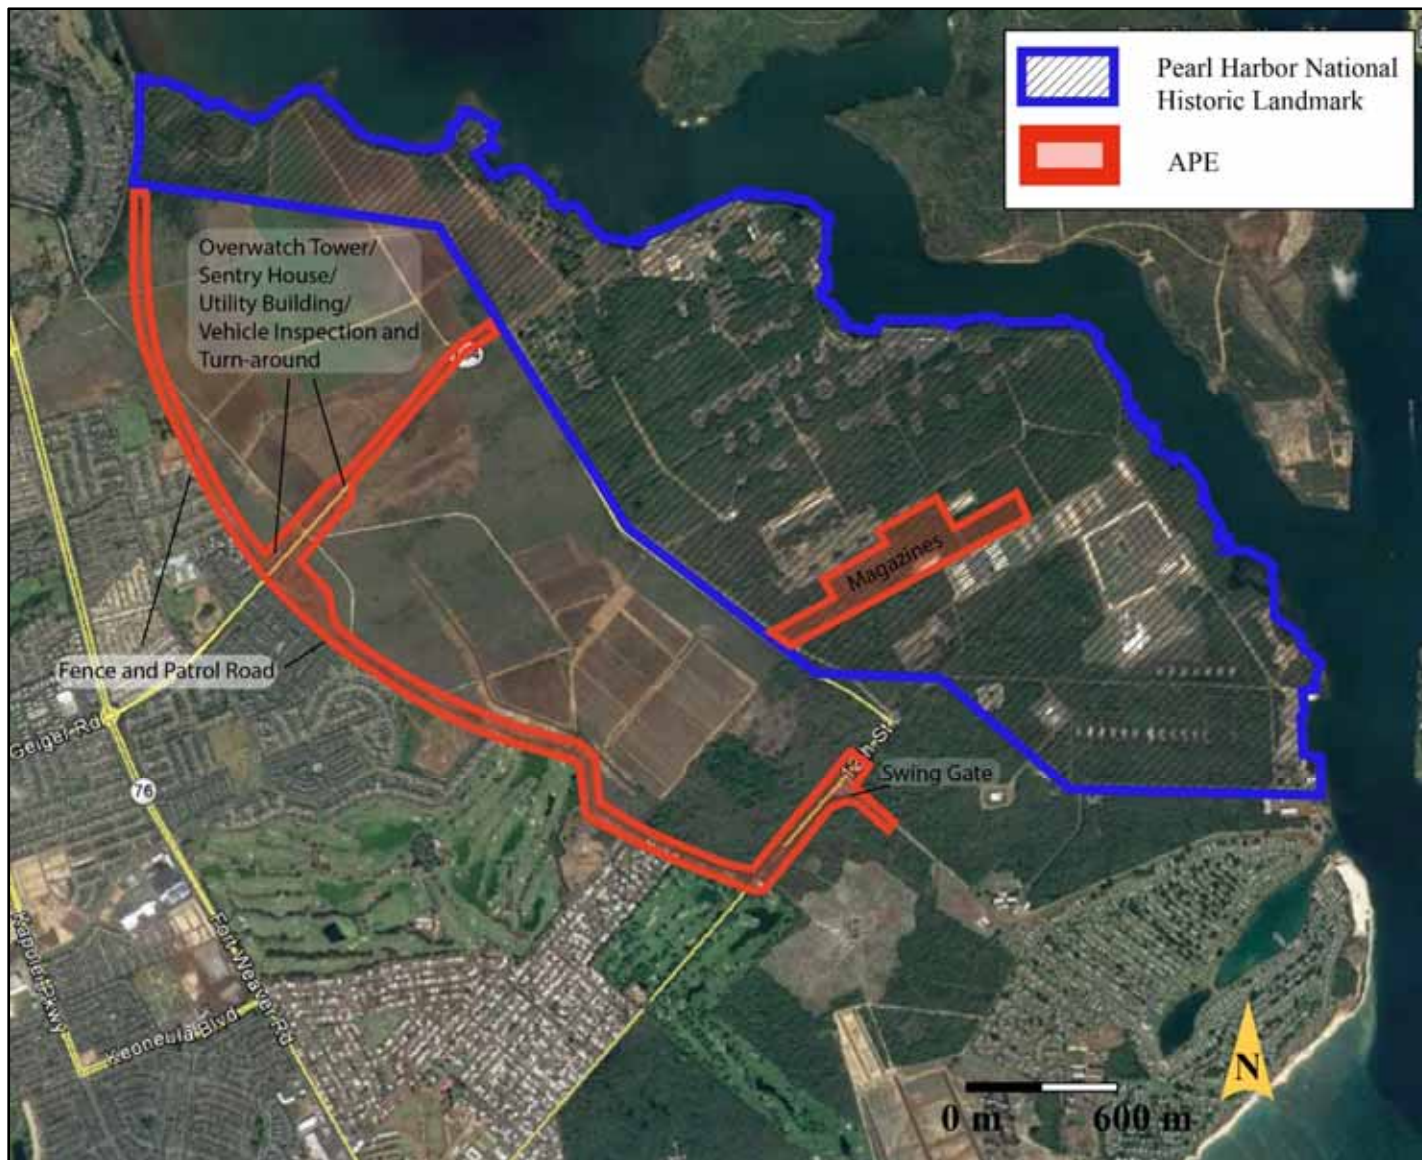 Pearl Harbor National
Historic Landmark
APE
Overwatch Tower/
Sentry House/
Utility Building/
Vehicle Inspection and
Turn-around
Magazines
Fence and Patrol Road
Geiger Rd
76
Swing Gate
Fort Weaver Rd
Kapolei Pkwy
Keoneula Blvd
N
0 m 600 m